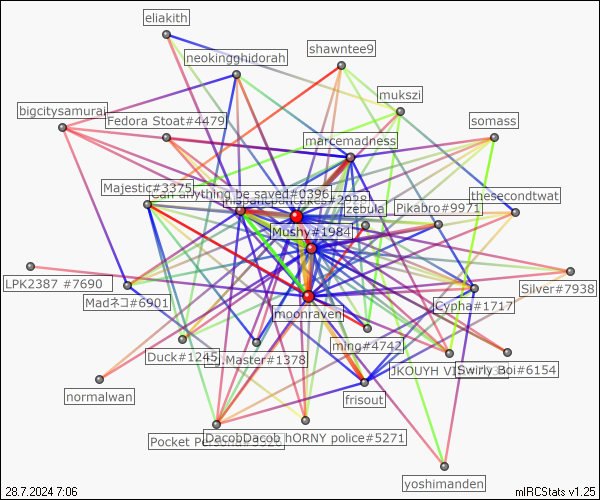 eliakith
shawntee9
neokingghidorah
mukszi
bigcitysamurai
Fedora Stoat#4479
somass
marcemadness
Majestic#3375
can anything be saved#0396
thesecondtwat
zebula
Pikabro#9971
Mushy#1984
LPK2387 #7690
Silver#7938
Madネコ#6901
Cypha#1717
moonraven
ming#4742
Duck#1245
.Master#1378
JKOUYH
Swirly Boi#6154
normalwan
frisout
Pocket
DacobDacob hORNY police#5271
yoshimanden
28.7.2024 7:06
mIRCStats v1.25